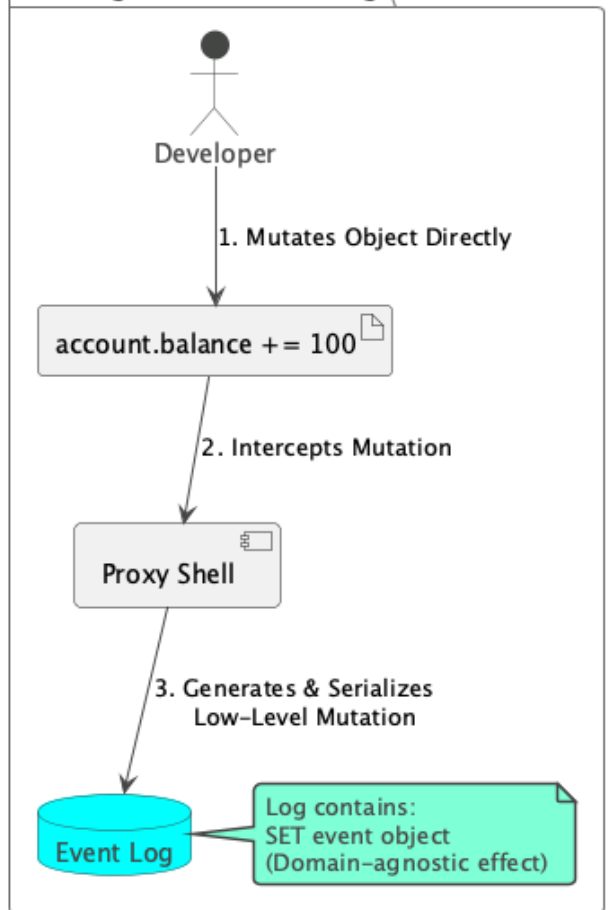 Developer
1. Mutates Object Directly
account.balance += 100
2. Intercepts Mutation
Proxy Shell
3. Generates & Serializes
Low-Level Mutation
Event Log
Log contains:
SET event object
(Domain-agnostic effect)